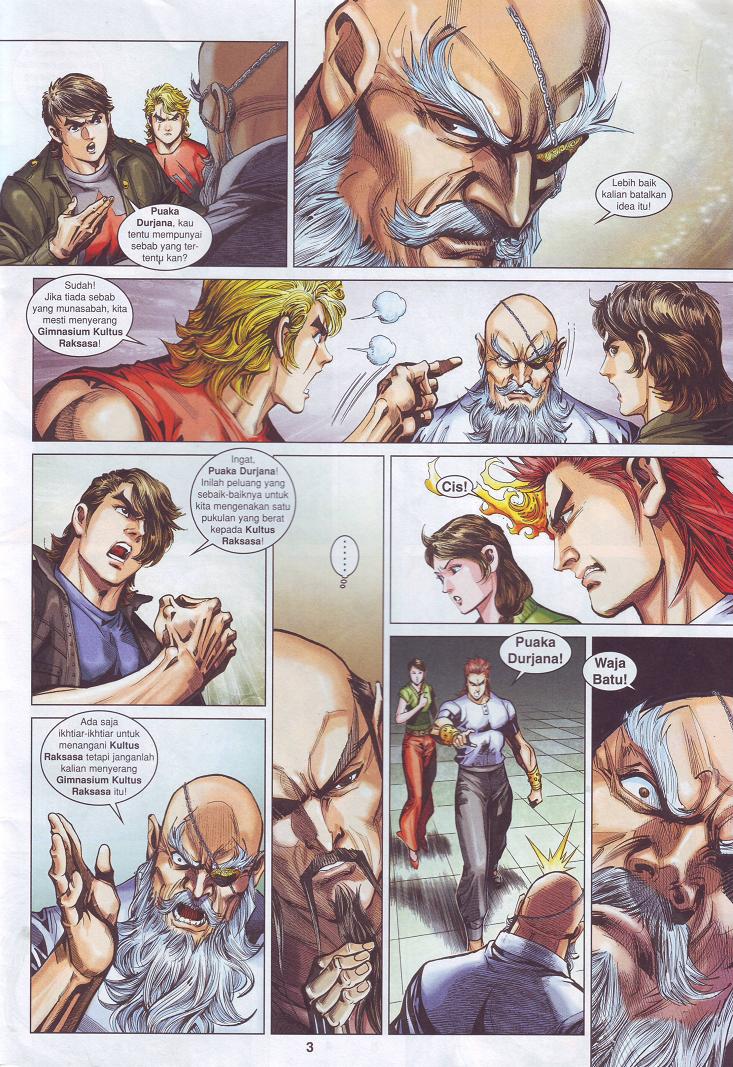 Puaka
Durjana, kau
tentu mempunyai
sebab yang ter-
tentu kan?
Lebih baik
kalian batalkan
idea itu!
Sudah!
Jika tiada sebab
yang munasabah, kita
mesti menyerang
Gimnasium Kultus
Raksasa!
Ingat,
Puaka Durjana!
Inilah peluang yang
sebaik-baiknya untuk
kita mengenakan satu
pukulan yang berat
kepada Kultus
Raksasa!
......
Cis!
Ada saja
ikhtiar-ikhtiar untuk
menangani Kultus
Raksasa tetapi janganlah
kalian menyerang
Gimnasium Kultus
Raksasa itu!
Puaka
Durjana!
Waja
Batu!
3